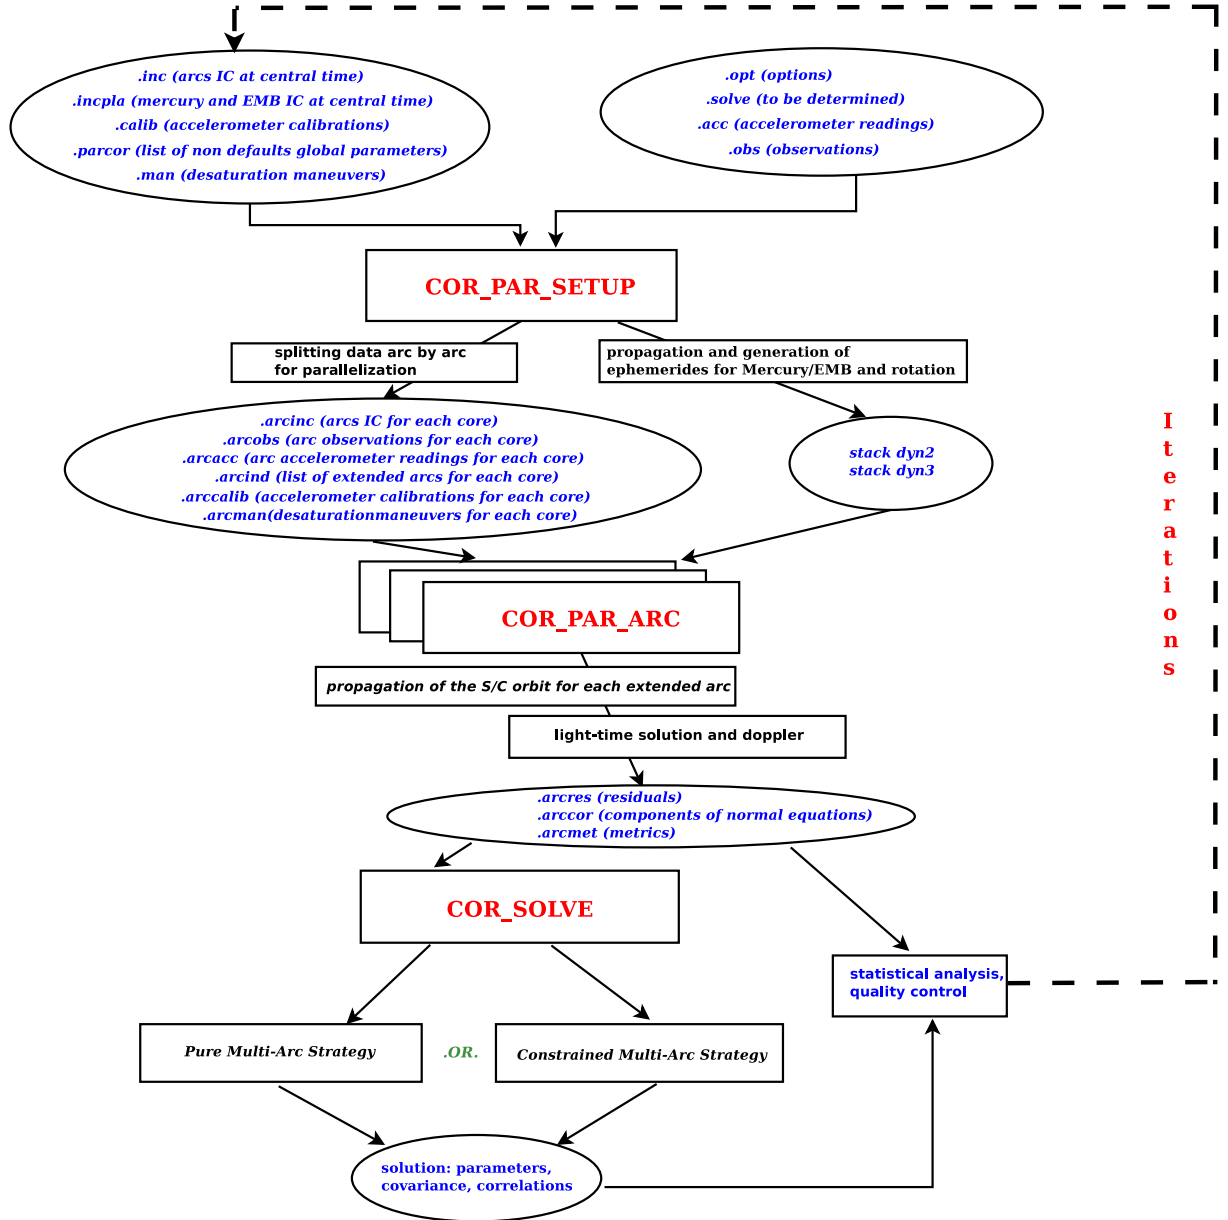 .inc (arcs IC at central time)
.incpla (mercury and EMB IC at central time)
.calib (accelerometer calibrations)
.parcor (list of non defaults global parameters)
.man (desaturation maneuvers)
.opt (options)
.solve (to be determined)
.acc (accelerometer readings)
.obs (observations)
COR_PAR_SETUP
splitting data arc by arc
for parallelization
propagation and generation of
ephemerides for Mercury/EMB and rotation
.arcinc (arcs IC for each core)
.arcobs (arc observations for each core)
.arcacc (arc accelerometer readings for each core)
.arcind (list of extended arcs for each core)
.arccalib (accelerometer calibrations for each core)
.arcman(desaturationmaneuvers for each core)
stack dyn2
stack dyn3
Iterations
COR_PAR_ARC
propagation of the S/C orbit for each extended arc
light-time solution and doppler
.arcres (residuals)
.arccor (components of normal equations)
.arcmet (metrics)
COR_SOLVE
statistical analysis,
quality control
Pure Multi-Arc Strategy
.OR.
Constrained Multi-Arc Strategy
solution: parameters,
covariance, correlations